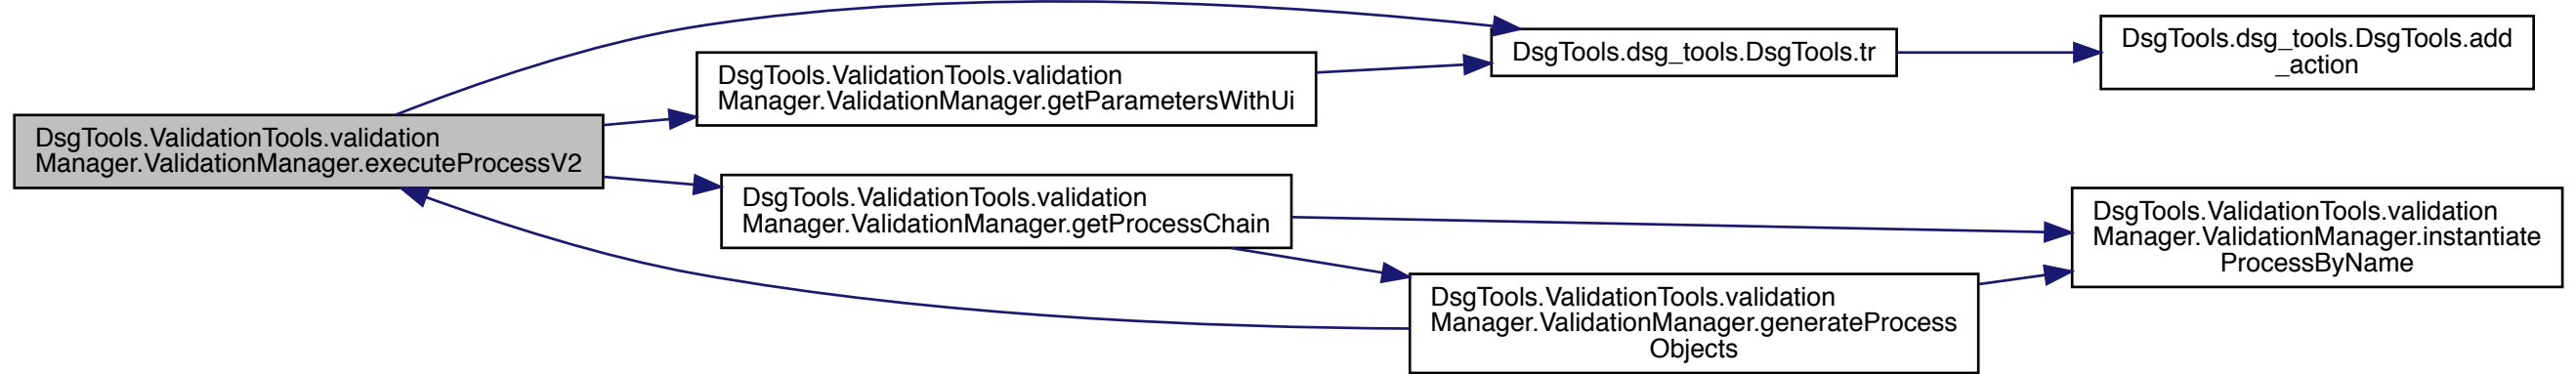 DsgTools.ValidationTools.validation
Manager.ValidationManager.executeProcessV2
DsgTools.ValidationTools.validation
Manager.ValidationManager.getParametersWithUi
DsgTools.dsg_tools.DsgTools.tr
DsgTools.dsg_tools.DsgTools.add
_action
DsgTools.ValidationTools.validation
Manager.ValidationManager.getProcessChain
DsgTools.ValidationTools.validation
Manager.ValidationManager.instantiate
ProcessByName
DsgTools.ValidationTools.validation
Manager.ValidationManager.generateProcess
Objects